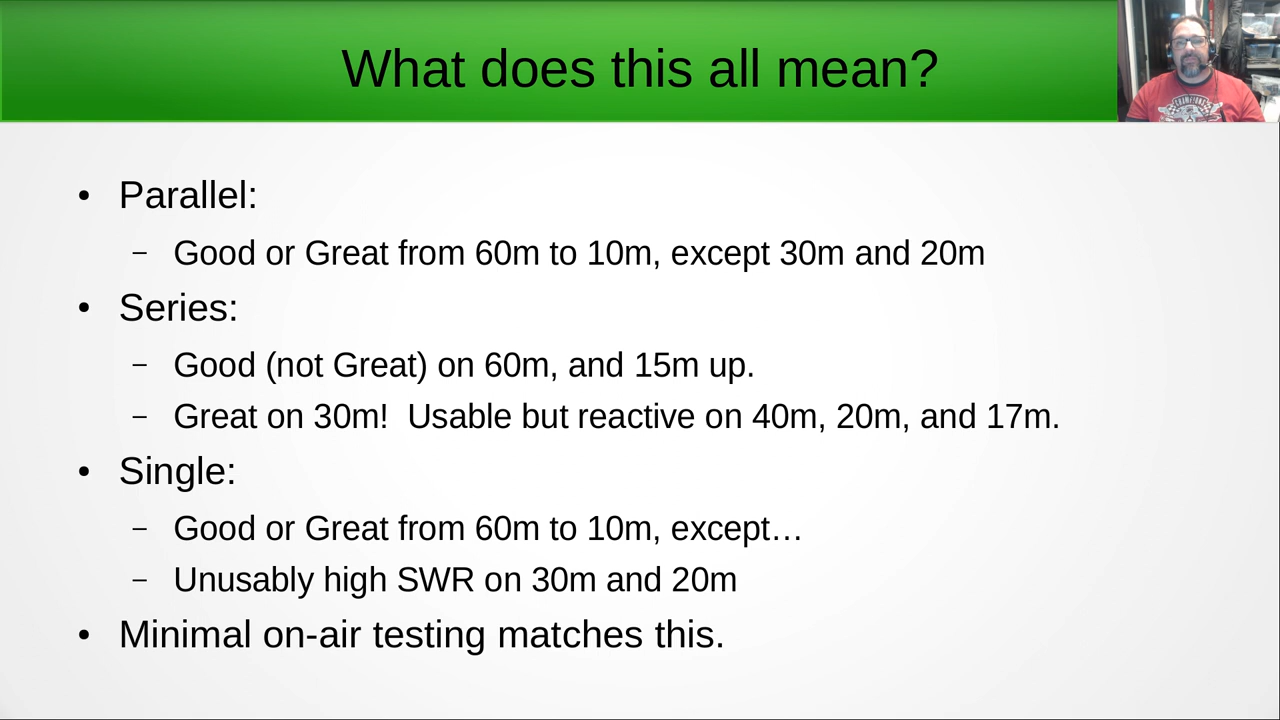 What does this all mean?
CHAMPIONS
• Parallel:
– Good or Great from 60m to 10m, except 30m and 20m
• Series:
– Good (not Great) on 60m, and 15m up.
– Great on 30m!  Usable but reactive on 40m, 20m, and 17m.
• Single:
– Good or Great from 60m to 10m, except…
– Unusably high SWR on 30m and 20m
• Minimal on-air testing matches this.